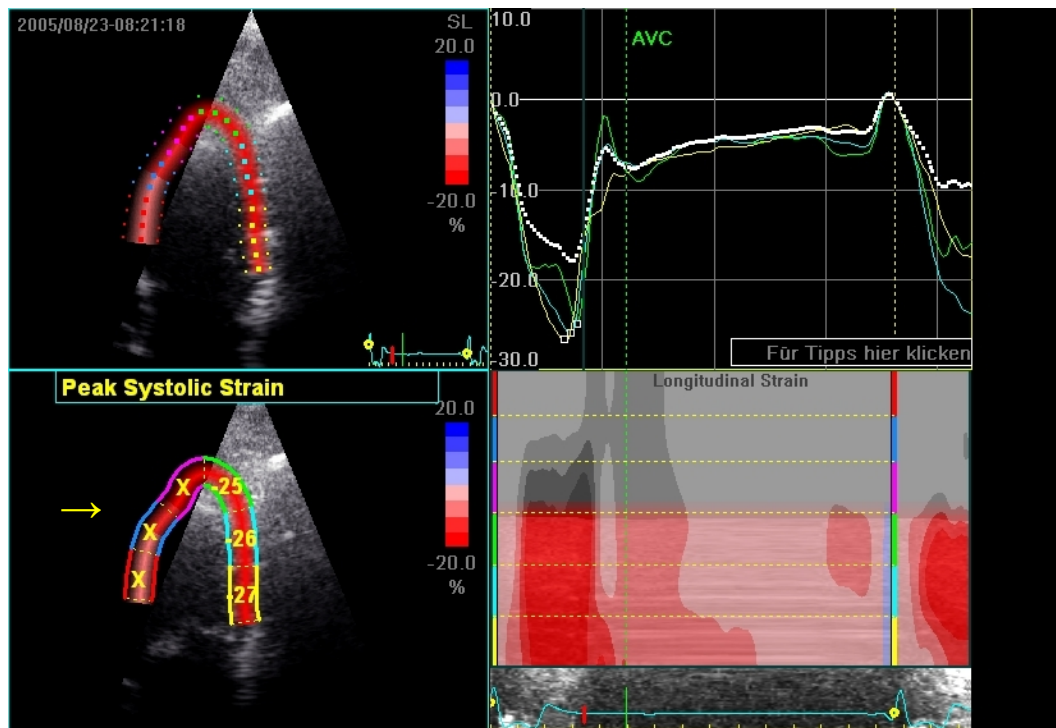 2005/08/23-08:21:18
SL
20.0
-20.0
%
10.0
0.0
-10.0
-20.0
-30.0
AVC
Für Tipps hier klicken
Peak Systolic Strain
20.0
-20.0
%
→
X
X
X
-25
-26
-27
Longitudinal Strain